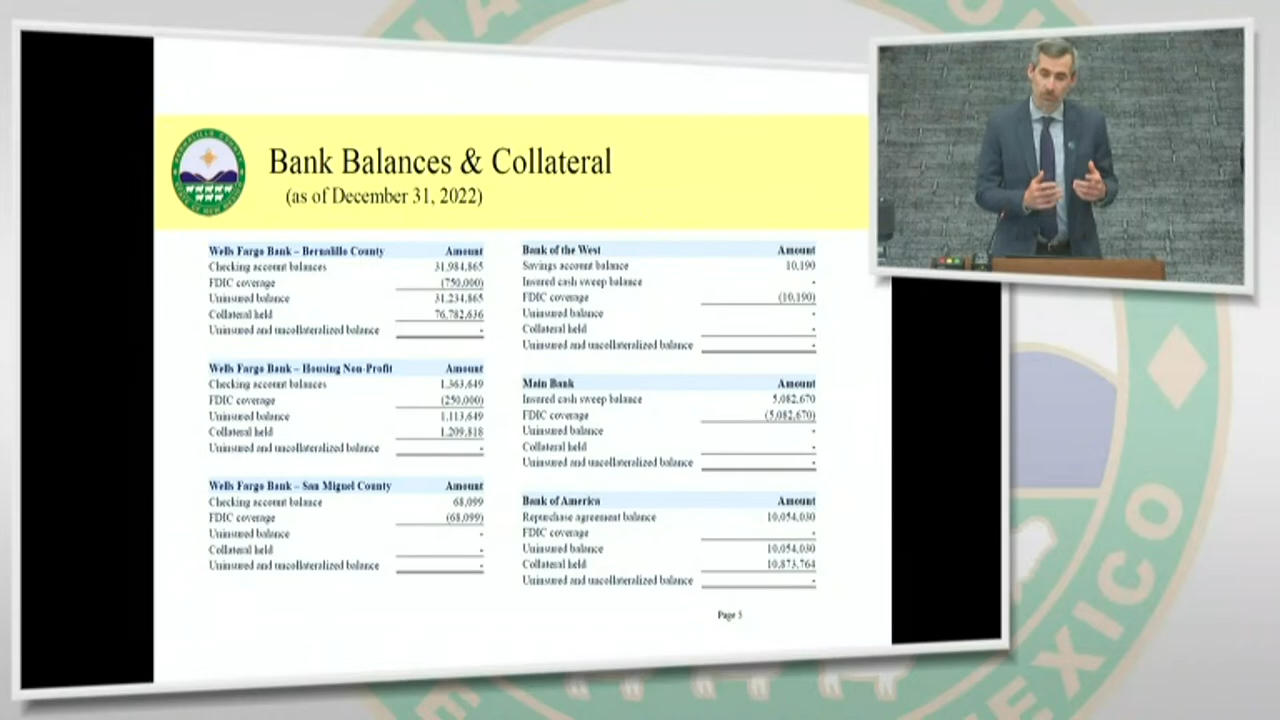 Bank Balances & Collateral
(as of December 31, 2022)
Wells Fargo Bank – Bernalillo County Amount
Checking account balances 31,984,865
FDIC coverage (750,000)
Uninsured balance 31,234,865
Collateral held 76,782,636
Uninsured and uncollateralized balance -
Wells Fargo Bank – Housing Non-Profit Amount
Checking account balances 1,363,649
FDIC coverage (250,000)
Uninsured balance 1,113,649
Collateral held 1,209,818
Uninsured and uncollateralized balance -
Wells Fargo Bank – San Miguel County Amount
Checking account balance 68,099
FDIC coverage (68,099)
Uninsured balance -
Collateral held -
Uninsured and uncollateralized balance -
Bank of the West Amount
Savings account balance 10,190
Insured cash sweep balance -
FDIC coverage (10,190)
Uninsured balance -
Collateral held -
Uninsured and uncollateralized balance -
Main Bank Amount
Insured cash sweep balance 5,082,670
FDIC coverage (5,082,670)
Uninsured balance -
Collateral held -
Uninsured and uncollateralized balance -
Bank of America Amount
Repurchase agreement balance 10,054,030
FDIC coverage -
Uninsured balance 10,054,030
Collateral held 10,873,764
Uninsured and uncollateralized balance -
Page 5
BERNALILLO COUNTY
STATE OF NEW MEXICO
EXICO